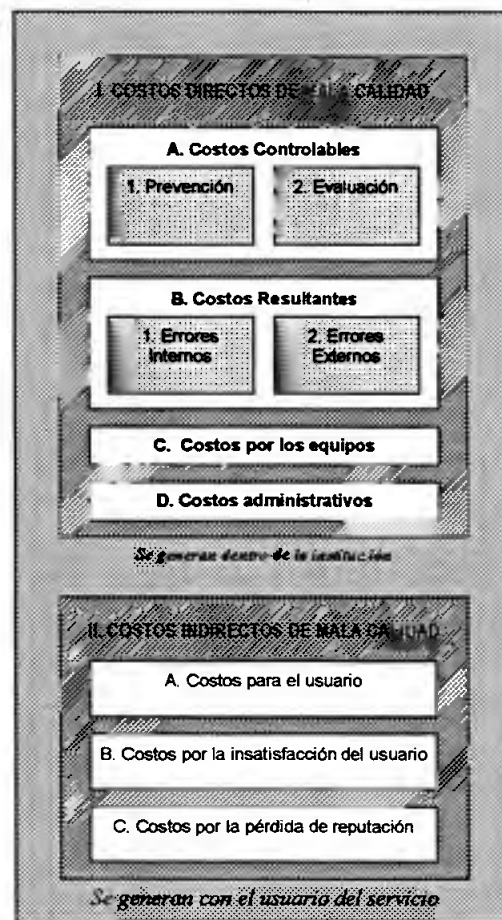 I. COSTOS DIRECTOS DE MALA CALIDAD
A. Costos Controlables
1. Prevención
2. Evaluación
B. Costos Resultantes
1. Errores
Internos
2. Errores
Externos
C. Costos por los equipos
D. Costos administrativos
Se generan dentro de la institución
II. COSTOS INDIRECTOS DE MALA CALIDAD
A. Costos para el usuario
B. Costos por la insatisfacción del usuario
C. Costos por la pérdida de reputación
Se generan con el usuario del servicio